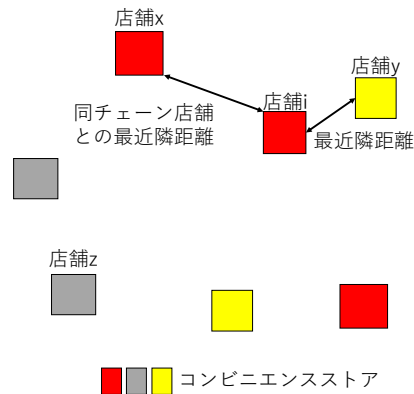 店舗x
店舗y
店舗i
同チェーン店舗
との最近隣距離
最近隣距離
店舗z
コンビニエンスストア